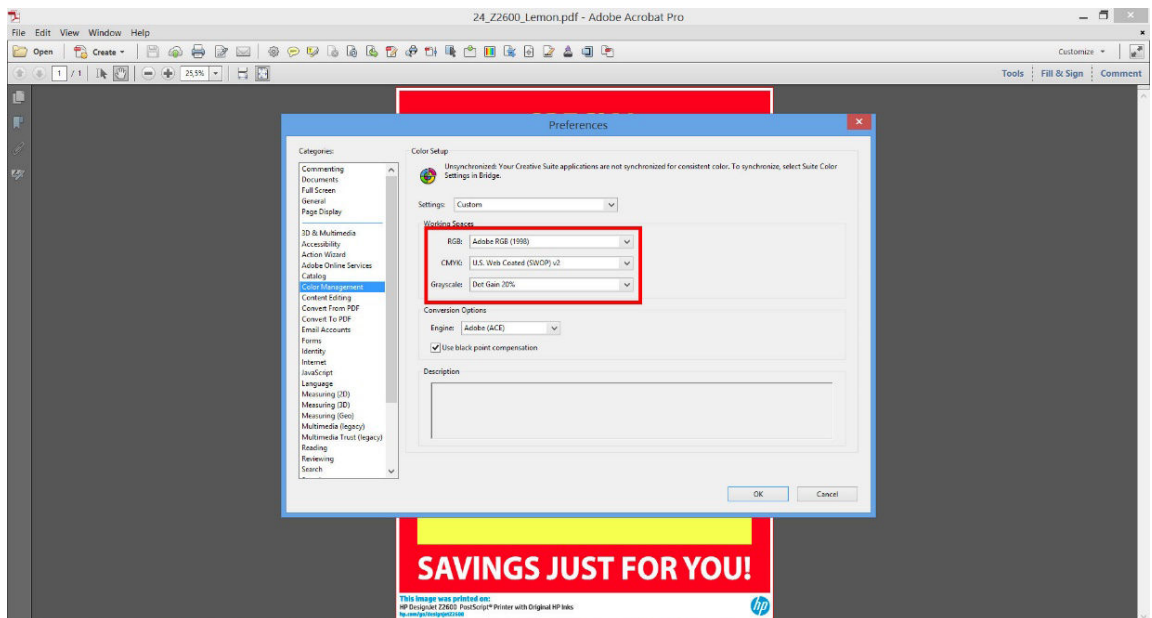 24_Z2600_Lemon.pdf - Adobe Acrobat Pro
File Edit View Window Help
Open Create Customize
1 / 1 25,9% Tools Fill & Sign Comment
Preferences
Categories:
Commenting
Documents
Full Screen
General
Page Display
3D & Multimedia
Accessibility
Action Wizard
Adobe Online Services
Catalog
Color Management
Content Editing
Convert From PDF
Convert To PDF
Email Accounts
Forms
Identity
Internet
JavaScript
Language
Measuring (2D)
Measuring (3D)
Measuring (Geo)
Multimedia (legacy)
Multimedia Trust (legacy)
Reading
Reviewing
Search
Color Setup
Unsynchronized: Your Creative Suite applications are not synchronized for consistent color. To synchronize, select Suite Color
Settings in Bridge.
Settings: Custom
Working Spaces
RGB: Adobe RGB (1998)
CMYK: U.S. Web Coated (SWOP) v2
Grayscale: Dot Gain 20%
Conversion Options
Engine: Adobe (ACE)
Use black point compensation
Description
OK Cancel
SAVINGS JUST FOR YOU!
This image was printed on:
HP DesignJet Z2600 PostScript® Printer with Original HP Inks
hp